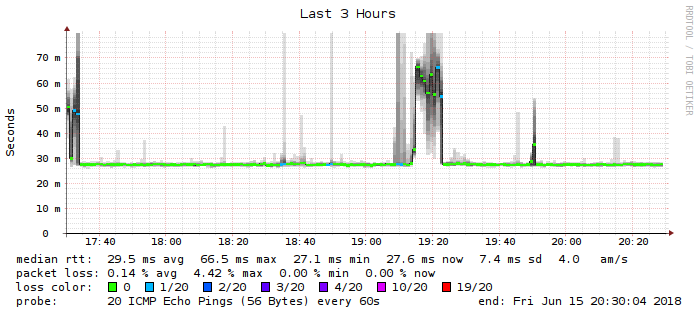 Last 3 Hours
RRDTOOL / TOBI OETIKER
Seconds
70 m
60 m
50 m
40 m
30 m
20 m
10 m
0
17:40 18:00 18:20 18:40 19:00 19:20 19:40 20:00 20:20
median rtt: 29.5 ms avg 66.5 ms max 27.1 ms min 27.6 ms now 7.4 ms sd 4.0 am/s
packet loss: 0.14 % avg 4.42 % max 0.00 % min 0.00 % now
loss color: 0 1/20 2/20 3/20 4/20 10/20 19/20
probe: 20 ICMP Echo Pings (56 Bytes) every 60s end: Fri Jun 15 20:30:04 2018